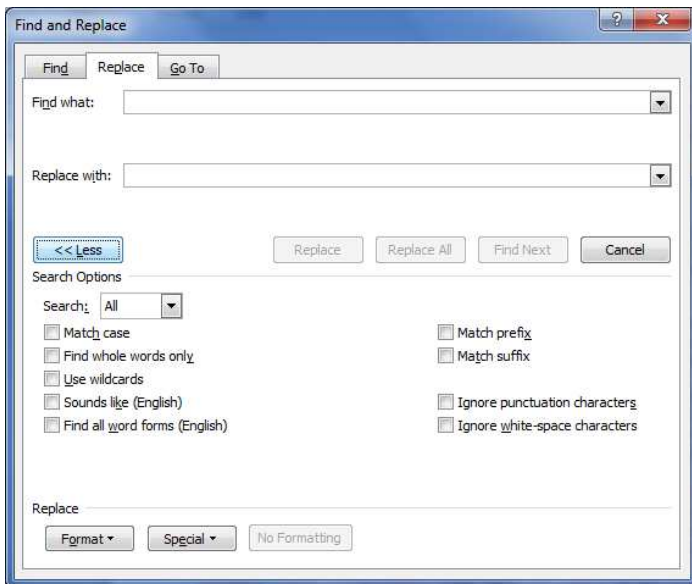 Find and Replace
Find Replace Go To
Find what:
Replace with:
<< Less Replace Replace All Find Next Cancel
Search Options
Search: All
Match case Match prefix
Find whole words only Match suffix
Use wildcards
Sounds like (English) Ignore punctuation characters
Find all word forms (English) Ignore white-space characters
Replace
Format Special No Formatting